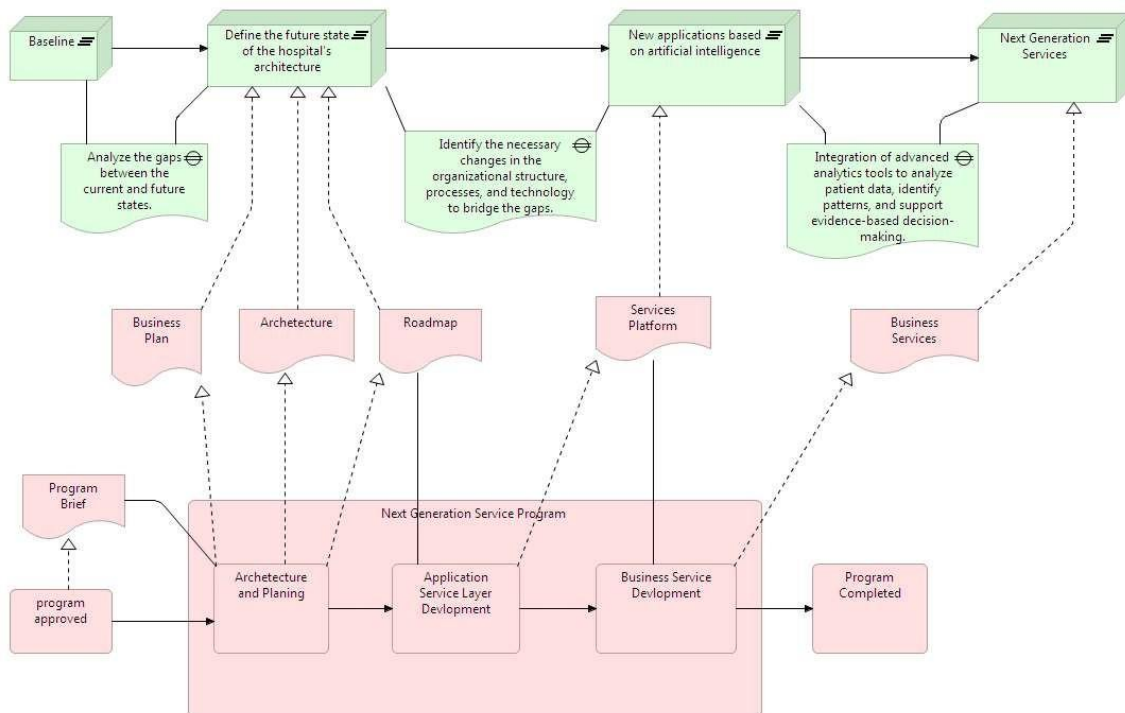 Baseline
Define the future state
of the hospital's
architecture
New applications based
on artificial intelligence
Next Generation
Services
Analyze the gaps
between the
current and future
states.
Identify the necessary
changes in the
organizational structure,
processes, and technology
to bridge the gaps.
Integration of advanced
analytics tools to analyze
patient data, identify
patterns, and support
evidence-based decision-
making.
Business
Plan
Archetecture
Roadmap
Services
Platform
Business
Services
Program
Brief
Next Generation Service Program
program
approved
Archetecture
and Planing
Application
Service Layer
Devlopment
Business Service
Devlopment
Program
Completed